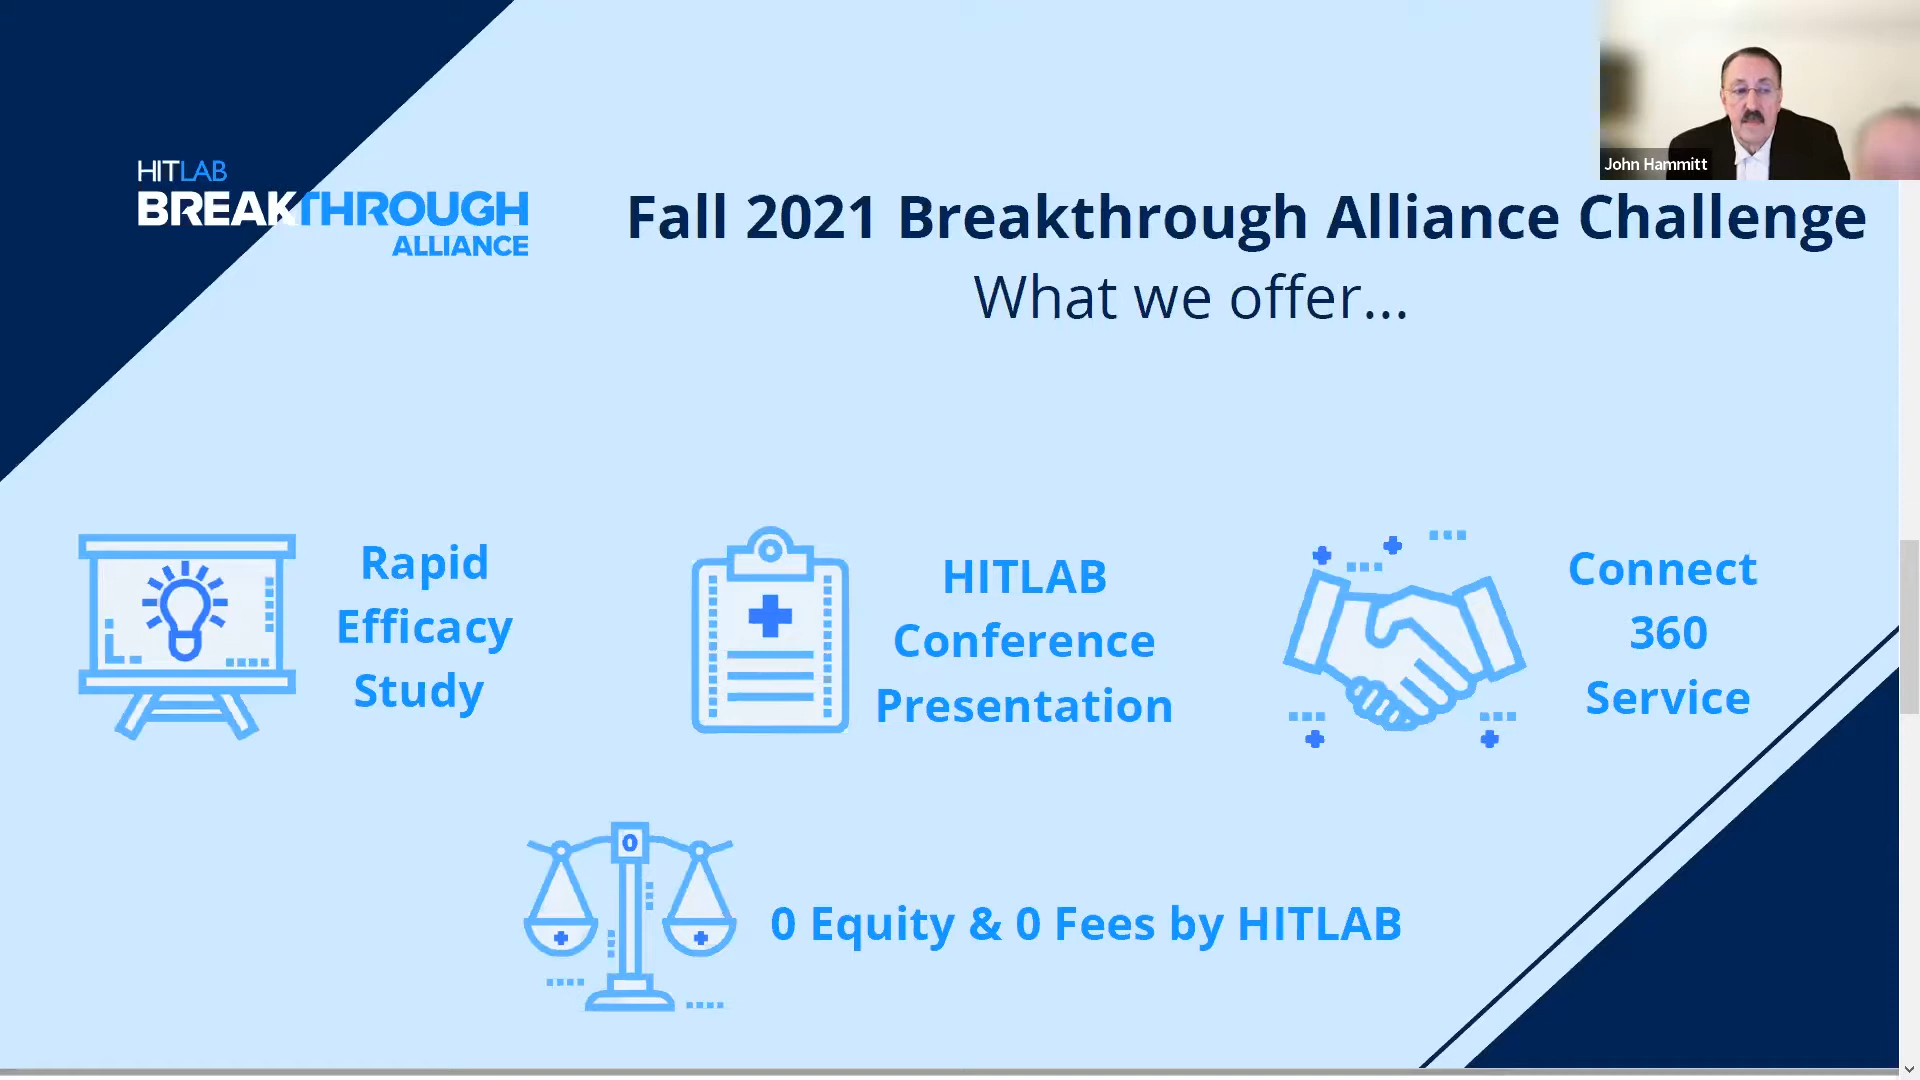 HITLAB
BREAKTHROUGH
ALLIANCE
John Hammitt
Fall 2021 Breakthrough Alliance Challenge
What we offer...
Rapid
Efficacy
Study
HITLAB
Conference
Presentation
Connect
360
Service
0
0 Equity & 0 Fees by HITLAB